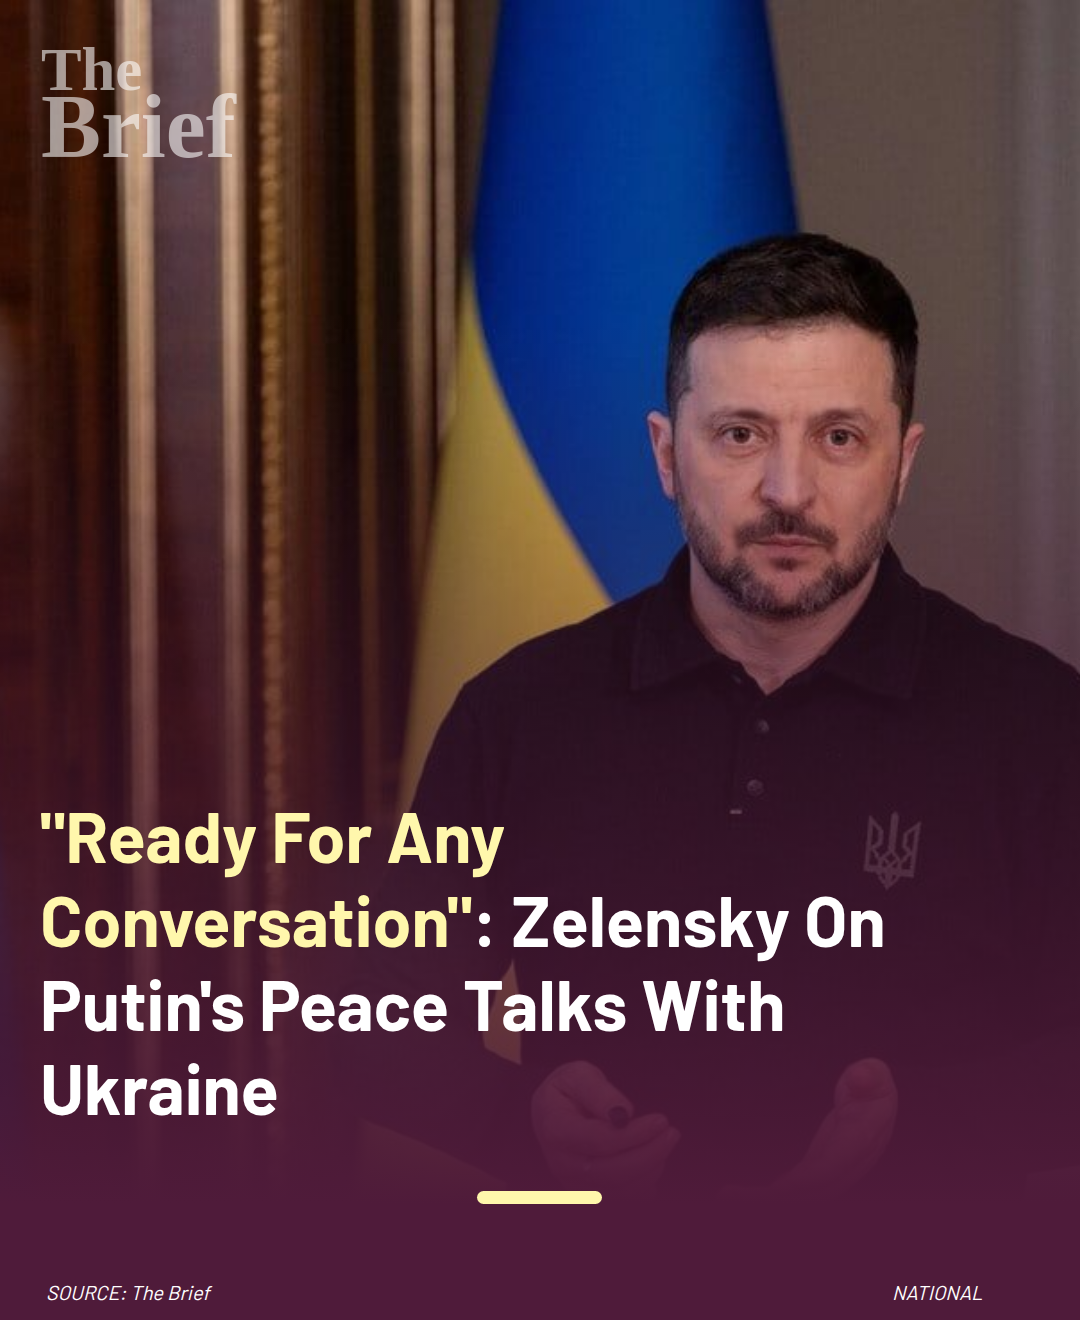 The
Brief
"Ready For Any
Conversation": Zelensky On
Putin's Peace Talks With
Ukraine
SOURCE: The Brief
NATIONAL